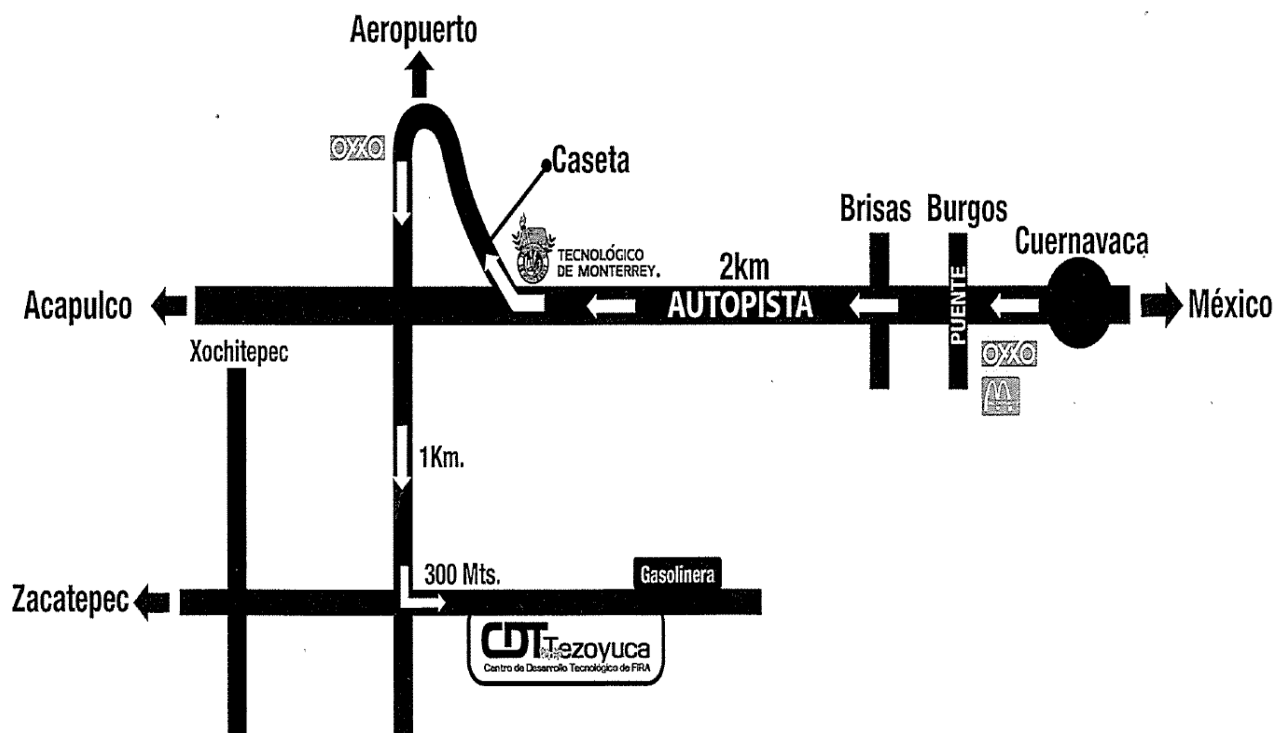 Aeropuerto
OXXO
Caseta
Brisas
Burgos
Cuernavaca
TECNOLÓGICO
DE MONTERREY.
2km
Acapulco
AUTOPISTA
PUENTE
México
Xochitepec
OXXO
1Km.
300 Mts.
Gasolinera
Zacatepec
CDT Tezoyuca
Centro de Desarrollo Tecnológico de FIRA